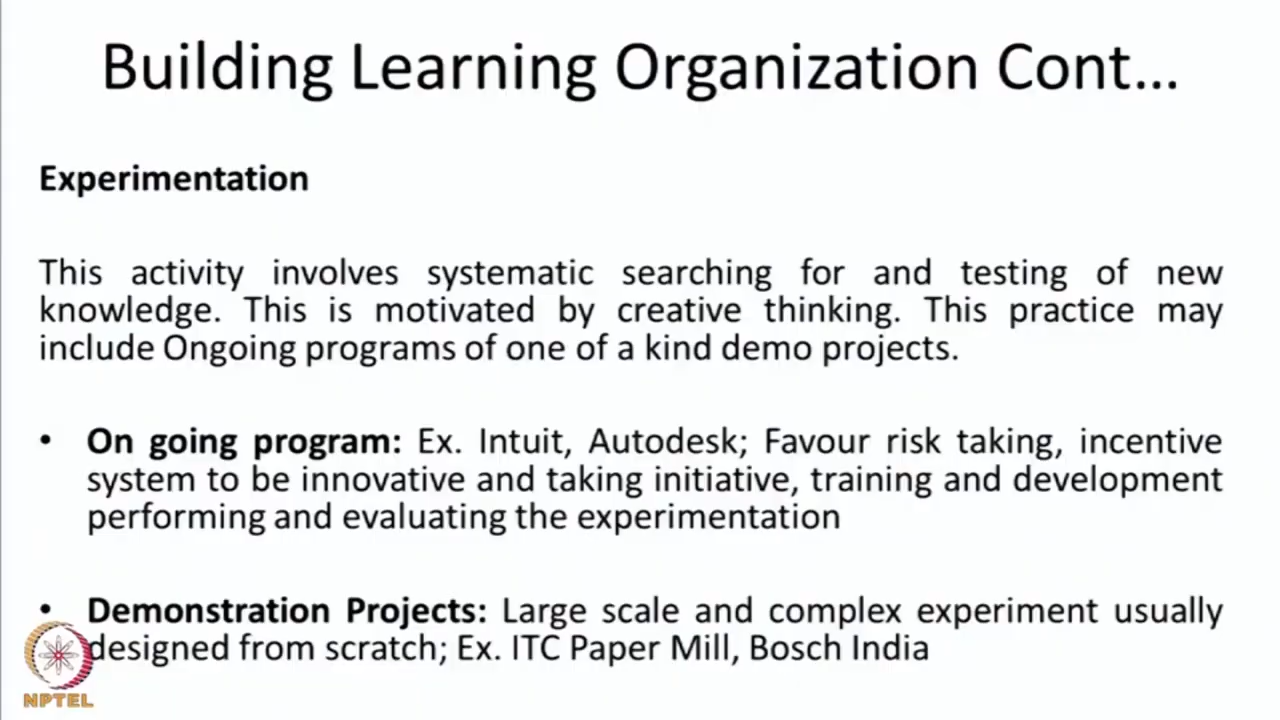 Building Learning Organization Cont...
Experimentation
This activity involves systematic searching for and testing of new
knowledge. This is motivated by creative thinking. This practice may
include Ongoing programs of one of a kind demo projects.
• On going program: Ex. Intuit, Autodesk; Favour risk taking, incentive
system to be innovative and taking initiative, training and development
performing and evaluating the experimentation
• Demonstration Projects: Large scale and complex experiment usually
designed from scratch; Ex. ITC Paper Mill, Bosch India
NPTEL